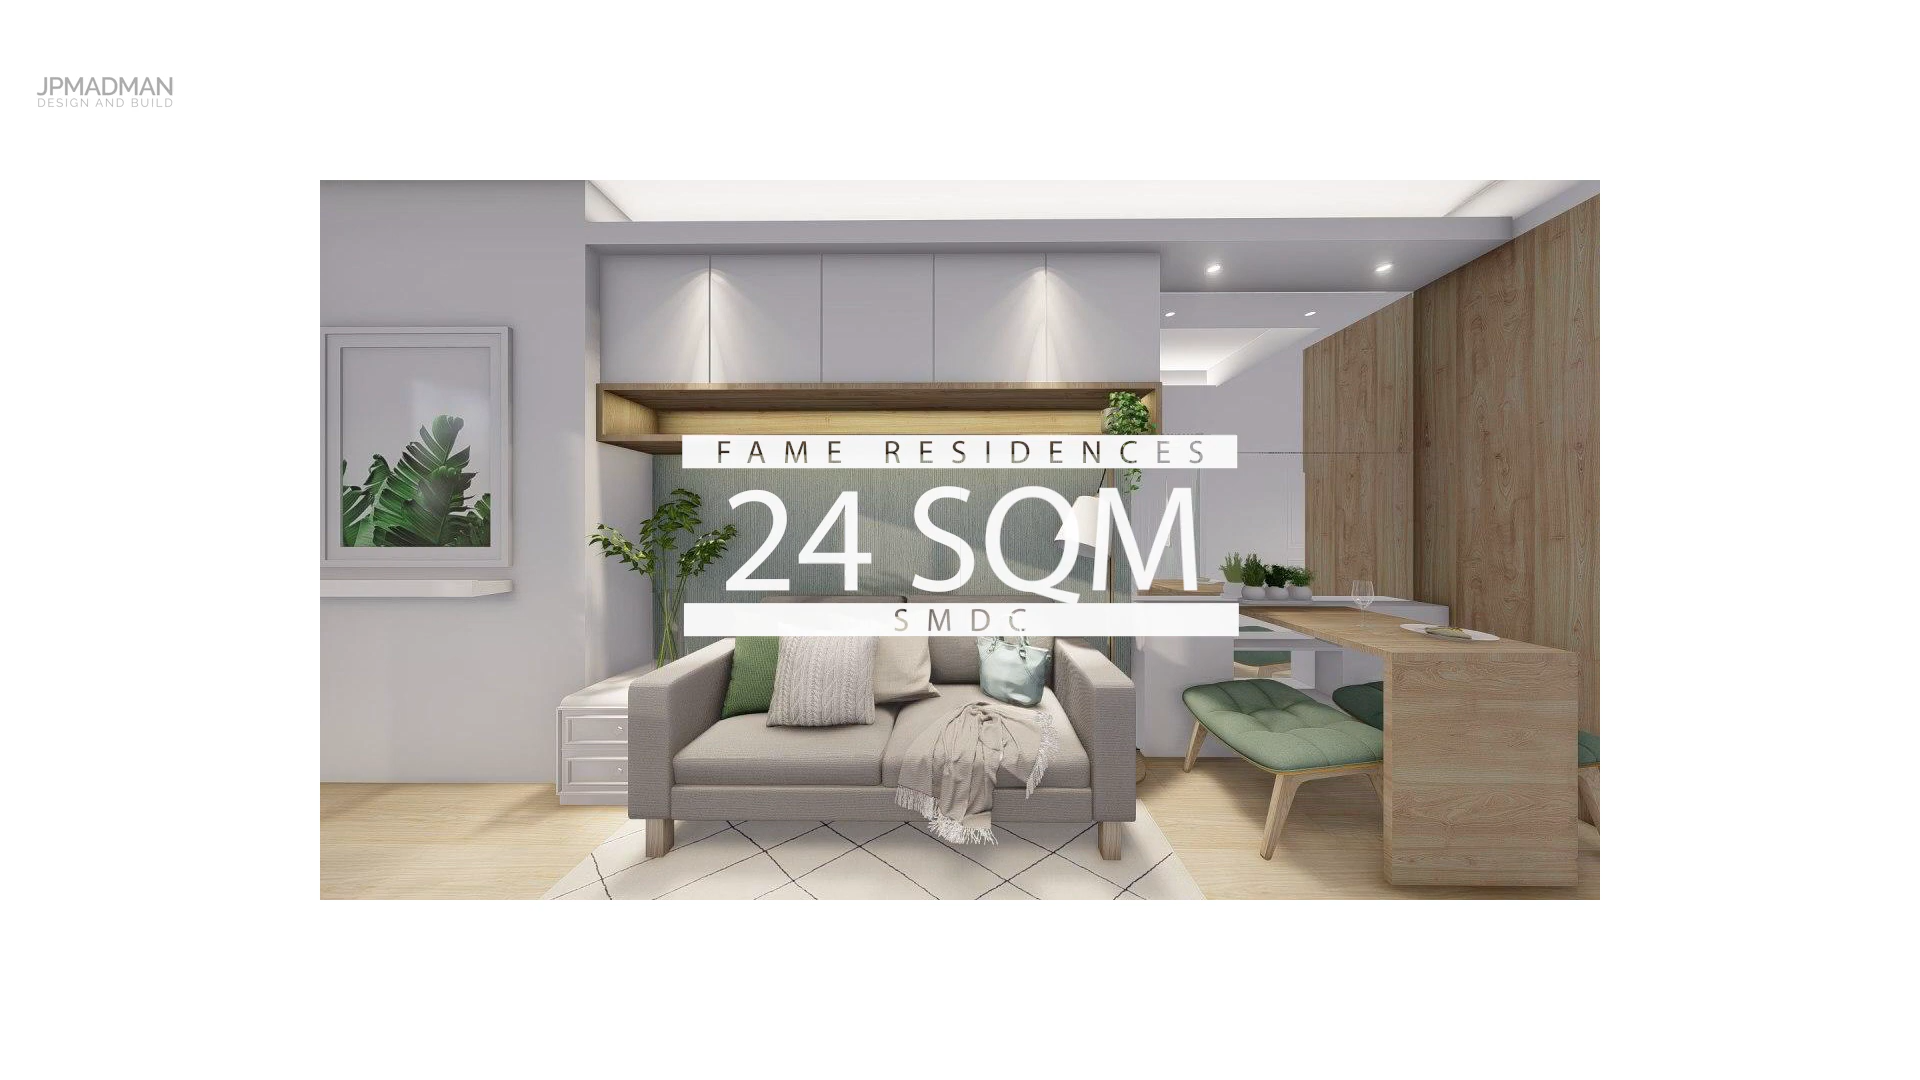 JPMADMAN
DESIGN AND BUILD
FAME RESIDENCES
24 SQM
SMDC